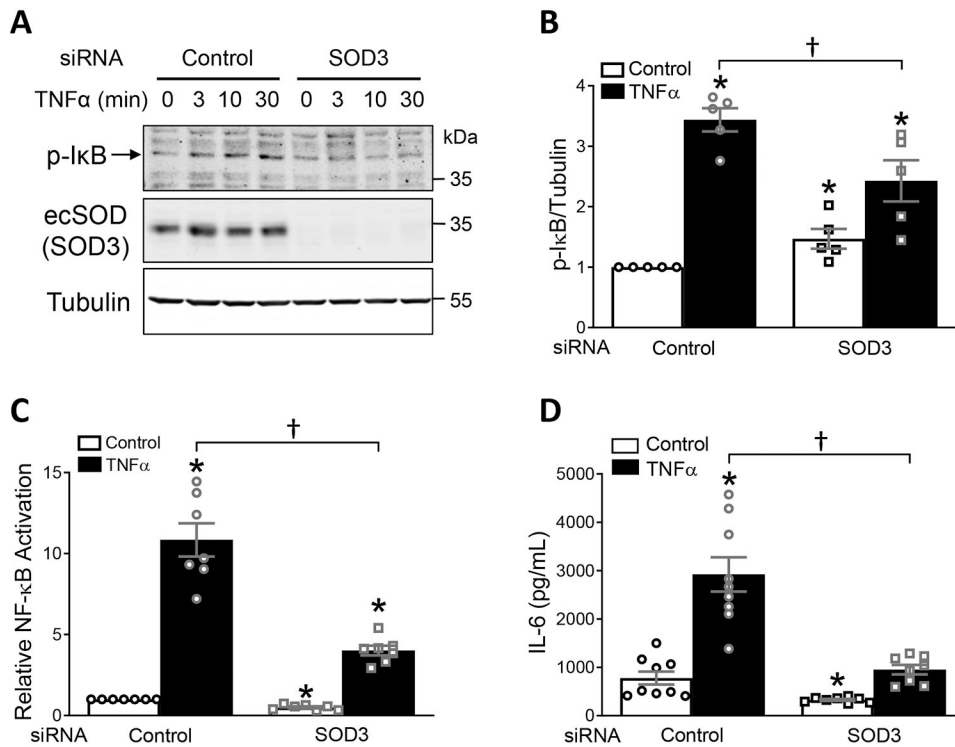 A
siRNA Control SOD3
TNFα (min) 0 3 10 30 0 3 10 30
kDa
p-IκB
35
ecSOD
(SOD3)
35
Tubulin
55
B
†
Control
TNFα
* * *
p-IκB/Tubulin
4
3
2
1
0
siRNA Control SOD3
C
†
Control
TNFα
* * *
Relative NF-κB Activation
15
10
5
0
siRNA Control SOD3
D
†
Control
TNFα
* *
IL-6 (pg/mL)
5000
4000
3000
2000
1000
0
siRNA Control SOD3